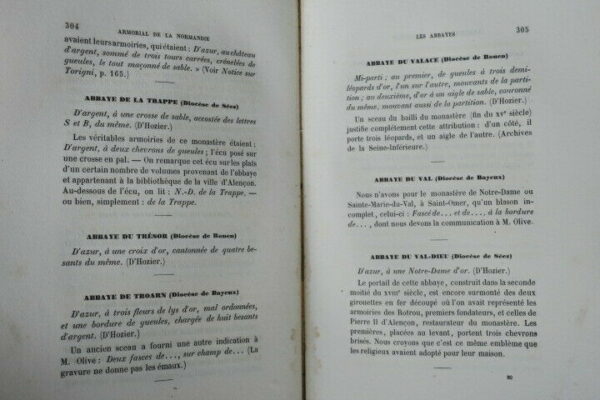 304 ARMORIAL DE LA NORMANDIE
avaient leurs armoiries, qui étaient : D'azur, au château
d'argent, sommé de trois tours carrées, crénelées de
gueules, le tout maçonné de sable. » (Voir Notice sur
Torigni, p. 165.)
ABBAYE DE LA TRAPPE (Diocèse de Séez)
D'argent, à une crosse de sable, accostée des lettres
S et B, du même. (D'Hozier.)
Les véritables armoiries de ce monastère étaient :
D'argent, à deux chevrons de gueules ; l'écu posé sur
une crosse en pal. — On remarque cet écu sur les plats
d'un certain nombre de volumes provenant de l'abbaye
et appartenant à la bibliothèque de la ville d'Alençon.
Au-dessous de l'écu, on lit : N.-D. de la Trappe, —
ou bien, simplement : de la Trappe.
ABBAYE DU TRÉSOR (Diocèse de Rouen)
D'azur, à une croix d'or, cantonnée de quatre be-
sants du même. (D'Hozier.)
ABBAYE DE TROARN (Diocèse de Bayeux)
D'azur, à trois fleurs de lys d'or, mal ordonnées,
et une bordure de gueules, chargée de huit besants
d'argent. (D'Hozier.)
Un ancien sceau a fourni une autre indication à
M. Olive : Deux fasces de..., sur champ de... (La
gravure ne donne pas les émaux.)
LES ABBAYES 305
ABBAYE DU VALACE (Diocèse de Rouen)
Mi-parti ; au premier, de gueules à trois demi-
léopards d'or, l'un sur l'autre, mouvants de la parti-
tion ; au deuxième, d'or à un aigle de sable, couronné
du même, mouvant aussi de la partition. (D'Hozier.)
Un sceau du bailli du monastère (fin du XVe siècle)
justifie complètement cette attribution : d'un côté, il
porte trois léopards, et un aigle de l'autre. (Archives
de la Seine-Inférieure.)
ABBAYE DU VAL (Diocèse de Bayeux)
Nous n'avons pour le monastère de Notre-Dame ou
Sainte-Marie-du-Val, à Saint-Omer, qu'un blason in-
complet, celui-ci : Fascé de... et de..., à la bordure
de..., dont nous devons la communication à M. Olive.
ABBAYE DU VAL-DIEU (Diocèse de Séez)
D'azur, à une Notre-Dame d'or. (D'Hozier.)
Le portail de cette abbaye, construit dans la seconde
moitié du XVIIe siècle, est encore surmonté des deux
girouettes en fer découpé où l'on avait représenté les
armoiries des Rotrou, premiers fondateurs, et celles de
Pierre II d'Alençon, restaurateur du monastère. Les
premières, placées au levant, portent trois chevrons
brisés. Nous croyons que c'est ce même emblème que
les religieux avaient adopté pour leur maison.
20